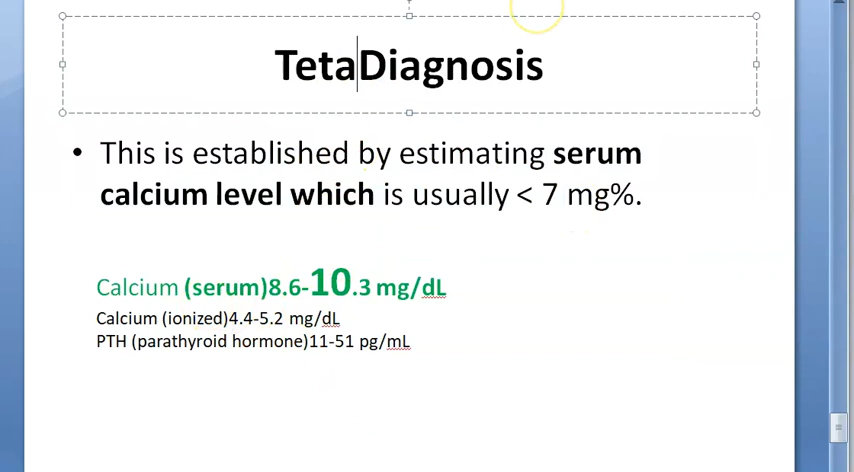 TetaDiagnosis
• This is established by estimating serum
calcium level which is usually < 7 mg%.
Calcium (serum)8.6-10.3 mg/dL
Calcium (ionized)4.4-5.2 mg/dL
PTH (parathyroid hormone)11-51 pg/mL